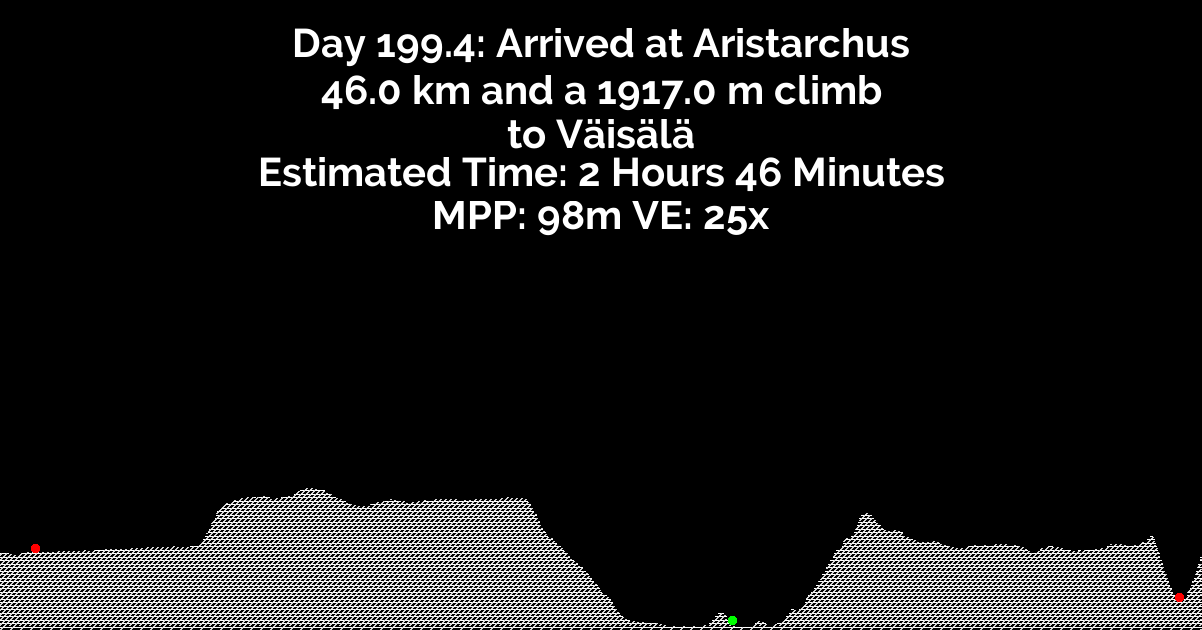 Day 199.4: Arrived at Aristarchus
46.0 km and a 1917.0 m climb
to Väisälä
Estimated Time: 2 Hours 46 Minutes
MPP: 98m VE: 25x